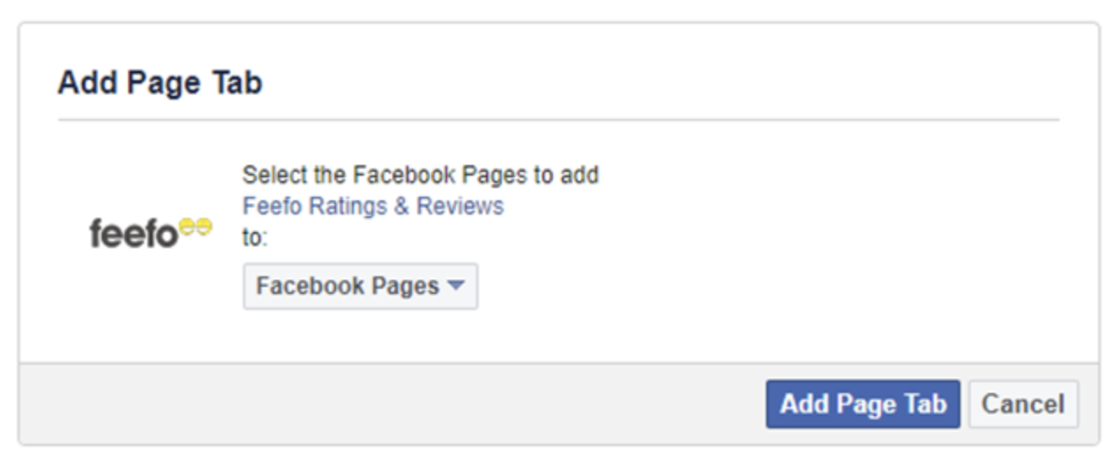 Add Page Tab
Select the Facebook Pages to add
Feefo Ratings & Reviews
feefo
to:
Facebook Pages
Add Page Tab
Cancel